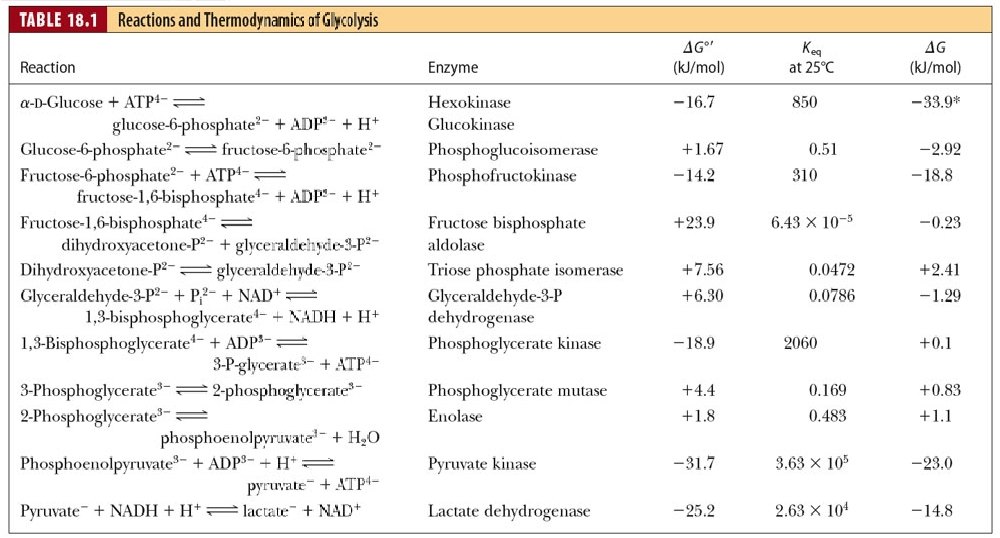 TABLE 18.1 Reactions and Thermodynamics of Glycolysis
Reaction Enzyme ΔG°′ (kJ/mol) Keq at 25°C ΔG (kJ/mol)
α-D-Glucose + ATP⁴⁻ ⇌ Hexokinase −16.7 850 −33.9*
glucose-6-phosphate²⁻ + ADP³⁻ + H⁺ Glucokinase
Glucose-6-phosphate²⁻ ⇌ fructose-6-phosphate²⁻ Phosphoglucoisomerase +1.67 0.51 −2.92
Fructose-6-phosphate²⁻ + ATP⁴⁻ ⇌ Phosphofructokinase −14.2 310 −18.8
fructose-1,6-bisphosphate⁴⁻ + ADP³⁻ + H⁺
Fructose-1,6-bisphosphate⁴⁻ ⇌ Fructose bisphosphate +23.9 6.43 × 10⁻⁵ −0.23
dihydroxyacetone-P²⁻ + glyceraldehyde-3-P²⁻ aldolase
Dihydroxyacetone-P²⁻ ⇌ glyceraldehyde-3-P²⁻ Triose phosphate isomerase +7.56 0.0472 +2.41
Glyceraldehyde-3-P²⁻ + Pᵢ²⁻ + NAD⁺ ⇌ Glyceraldehyde-3-P +6.30 0.0786 −1.29
1,3-bisphosphoglycerate⁴⁻ + NADH + H⁺ dehydrogenase
1,3-Bisphosphoglycerate⁴⁻ + ADP³⁻ ⇌ Phosphoglycerate kinase −18.9 2060 +0.1
3-P-glycerate³⁻ + ATP⁴⁻
3-Phosphoglycerate³⁻ ⇌ 2-phosphoglycerate³⁻ Phosphoglycerate mutase +4.4 0.169 +0.83
2-Phosphoglycerate³⁻ ⇌ Enolase +1.8 0.483 +1.1
phosphoenolpyruvate³⁻ + H₂O
Phosphoenolpyruvate³⁻ + ADP³⁻ + H⁺ ⇌ Pyruvate kinase −31.7 3.63 × 10⁵ −23.0
pyruvate⁻ + ATP⁴⁻
Pyruvate⁻ + NADH + H⁺ ⇌ lactate⁻ + NAD⁺ Lactate dehydrogenase −25.2 2.63 × 10⁴ −14.8